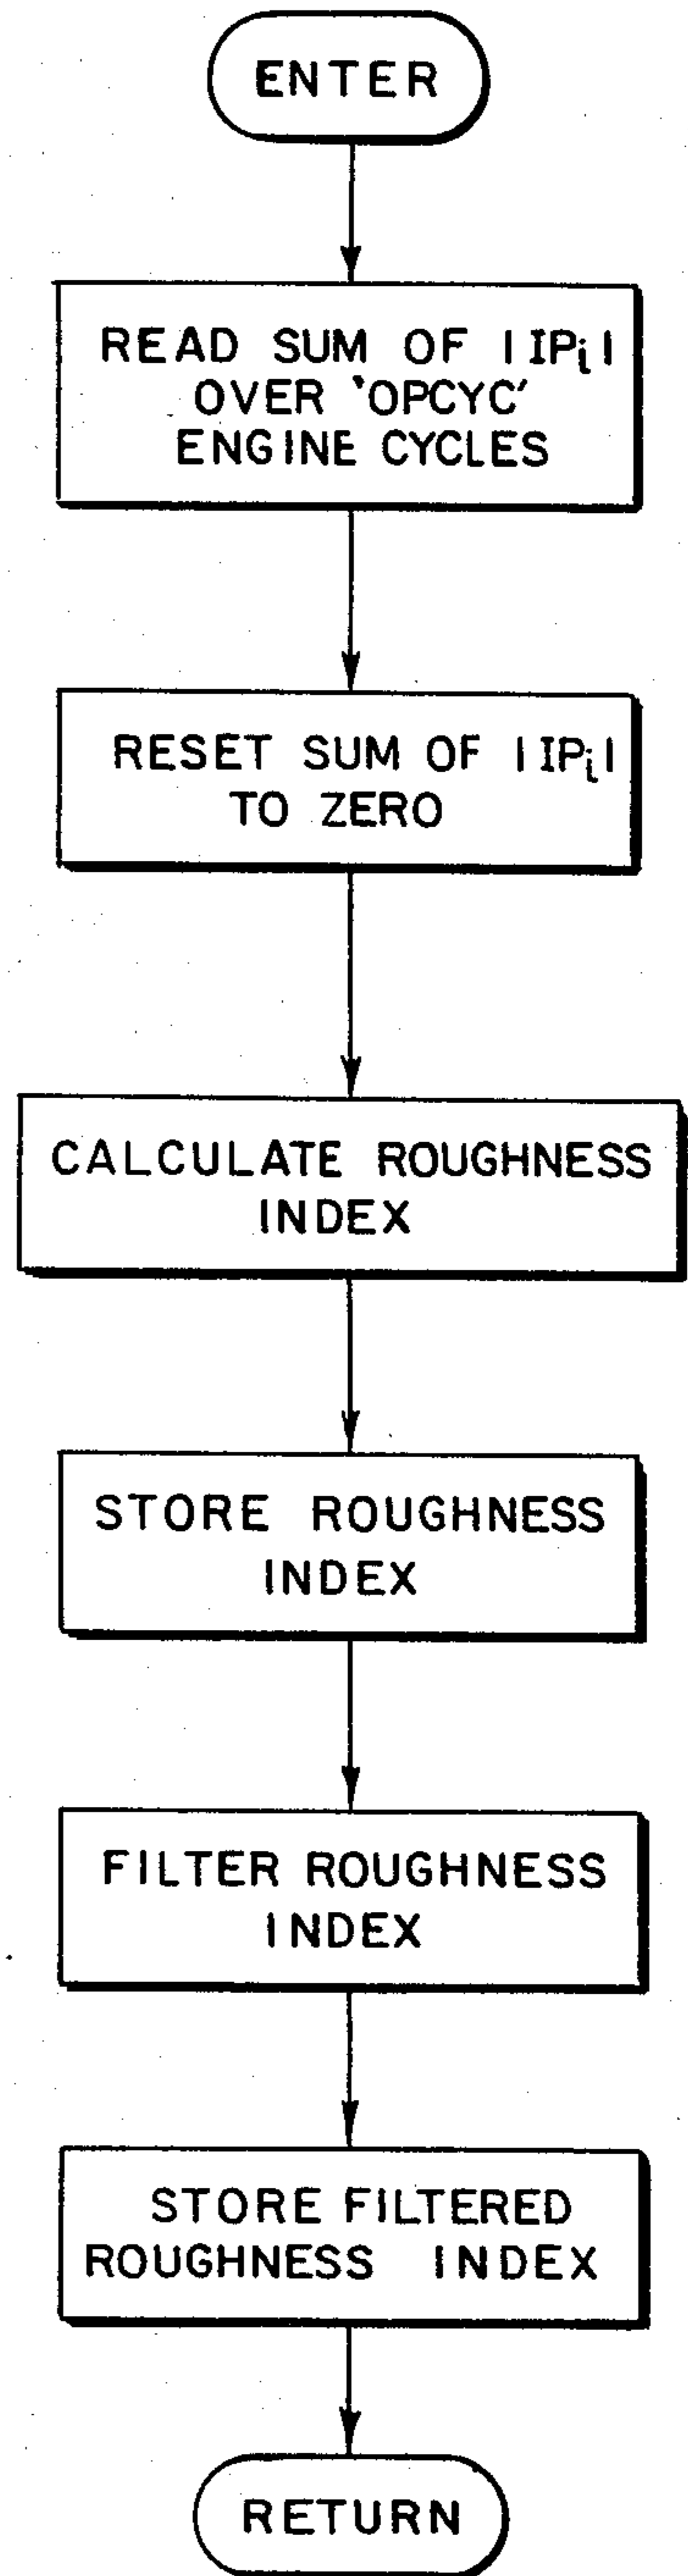 ENTER
READ SUM OF |IPi|
OVER 'OPCYC'
ENGINE CYCLES
RESET SUM OF |IPi|
TO ZERO
CALCULATE ROUGHNESS
INDEX
STORE ROUGHNESS
INDEX
FILTER ROUGHNESS
INDEX
STORE FILTERED
ROUGHNESS INDEX
RETURN